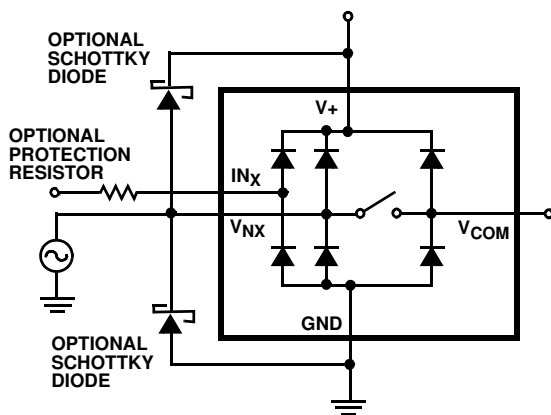 OPTIONAL
SCHOTTKY
DIODE
OPTIONAL
PROTECTION
RESISTOR
V+
INX
VNX
VCOM
GND
OPTIONAL
SCHOTTKY
DIODE